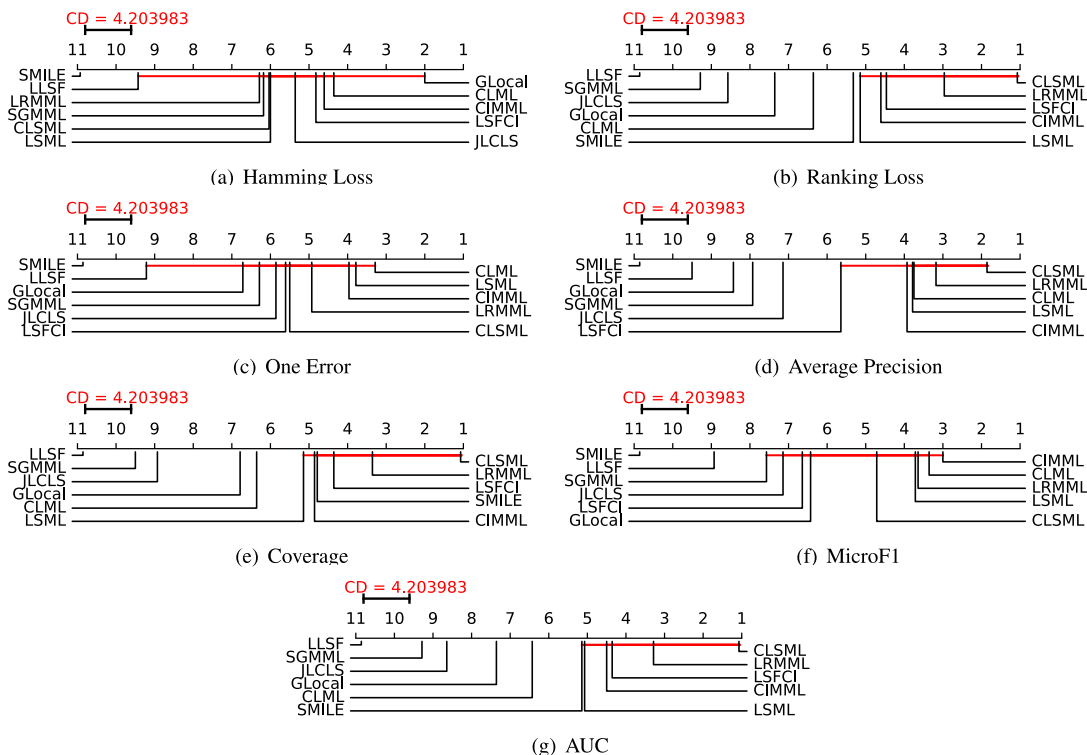 CD = 4.203983
CD = 4.203983
11 10 9 8 7 6 5 4 3 2 1
11 10 9 8 7 6 5 4 3 2 1
SMILE
LLSF
LRMML
SGMML
CLSML
LSML
GLocal
CLML
CIMML
LSFCI
JLCLS
LLSF
SGMML
JLCLS
GLocal
CLML
SMILE
CLSML
LRMML
LSFCI
CIMML
LSML
(a) Hamming Loss
(b) Ranking Loss
CD = 4.203983
CD = 4.203983
11 10 9 8 7 6 5 4 3 2 1
11 10 9 8 7 6 5 4 3 2 1
SMILE
LLSF
GLocal
SGMML
JLCLS
LSFCI
CLML
LSML
CIMML
LRMML
CLSML
SMILE
LLSF
GLocal
SGMML
JLCLS
LSFCI
CLSML
LRMML
CLML
LSML
CIMML
(c) One Error
(d) Average Precision
CD = 4.203983
CD = 4.203983
11 10 9 8 7 6 5 4 3 2 1
11 10 9 8 7 6 5 4 3 2 1
LLSF
SGMML
JLCLS
GLocal
CLML
LSML
CLSML
LRMML
LSFCI
SMILE
CIMML
SMILE
LLSF
SGMML
JLCLS
LSFCI
GLocal
CIMML
CLML
LRMML
LSML
CLSML
(e) Coverage
(f) MicroF1
CD = 4.203983
11 10 9 8 7 6 5 4 3 2 1
LLSF
SGMML
JLCLS
GLocal
CLML
SMILE
CLSML
LRMML
LSFCI
CIMML
LSML
(g) AUC